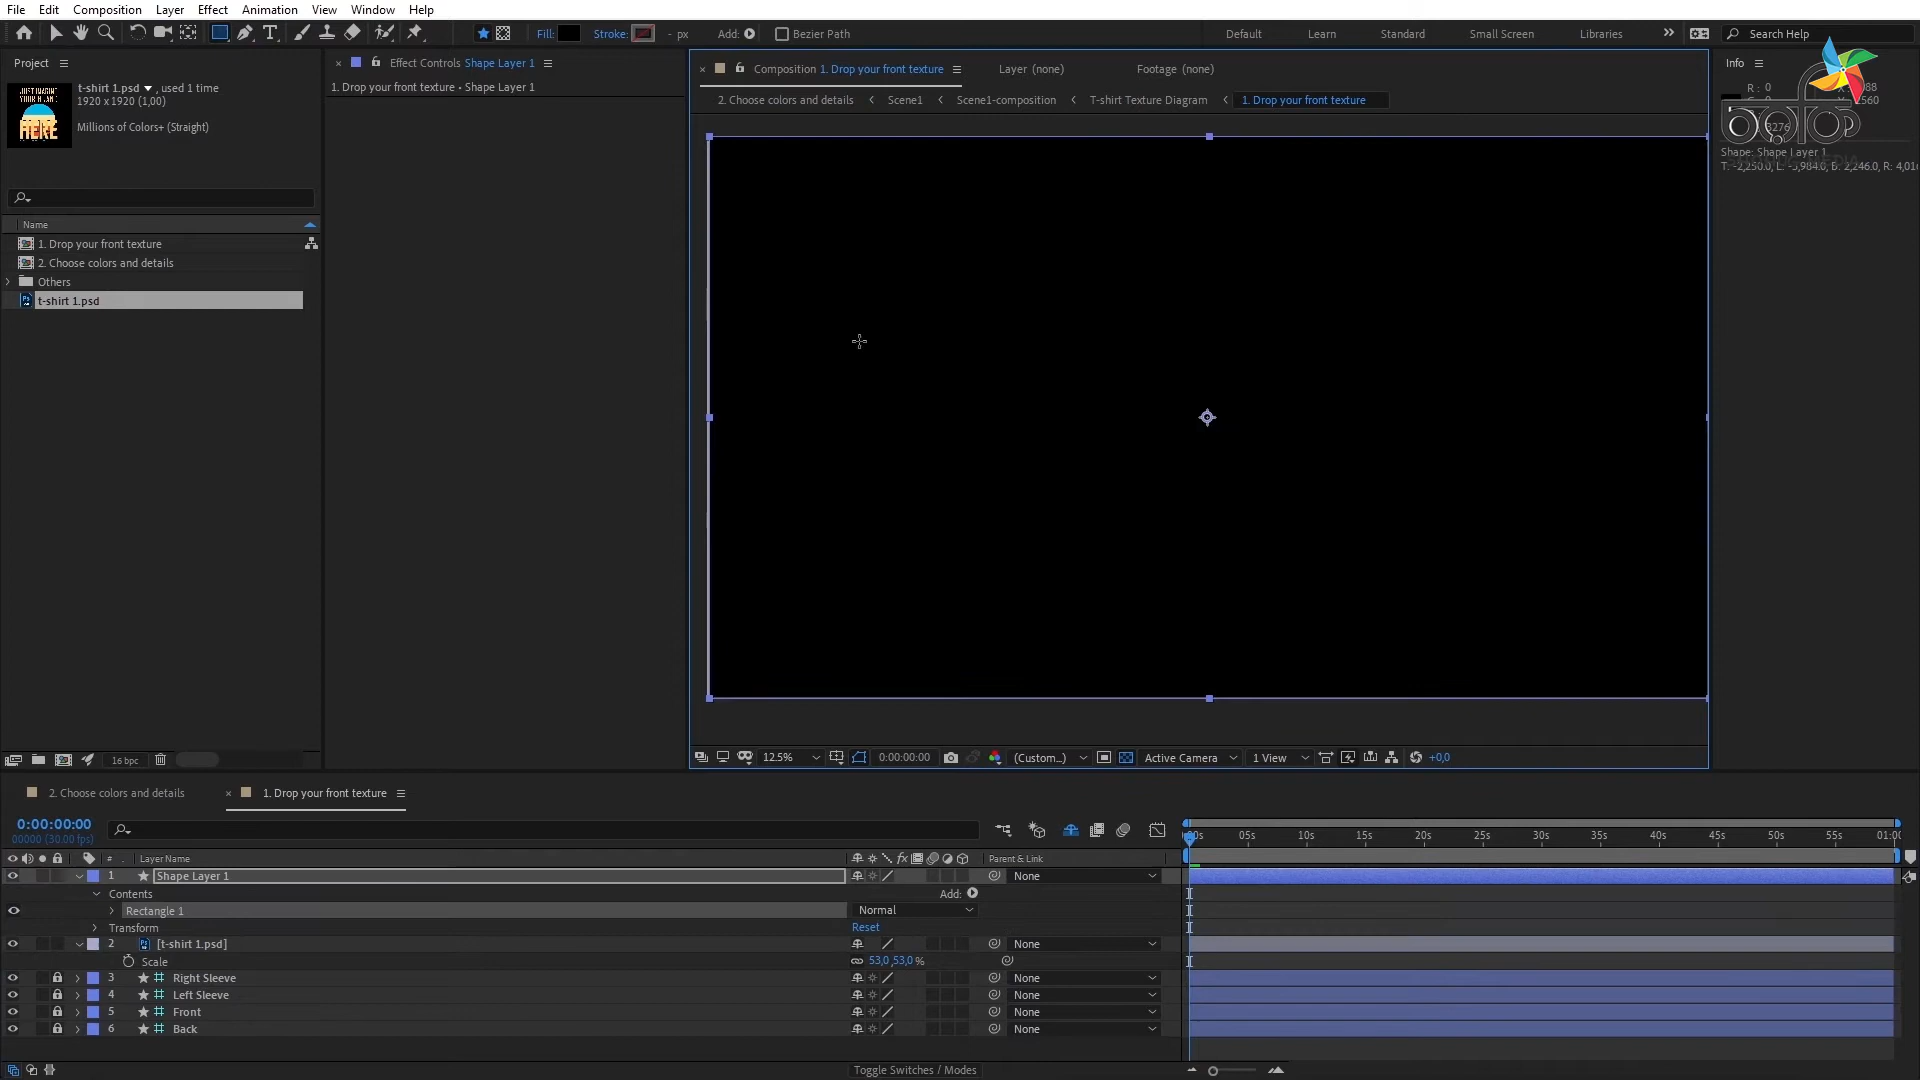 File Edit Composition Layer Effect Animation View Window Help
Fill: Stroke: - px Add: Bezier Path Default Learn Standard Small Screen Libraries Search Help
Project
t-shirt 1.psd , used 1 time
1920 x 1920 (1,00)
Millions of Colors+ (Straight)
Name
1. Drop your front texture
2. Choose colors and details
Others
t-shirt 1.psd
16 bpc
Effect Controls Shape Layer 1
1. Drop your front texture • Shape Layer 1
Composition 1. Drop your front texture Layer (none) Footage (none)
2. Choose colors and details Scene1 Scene1-composition T-shirt Texture Diagram 1. Drop your front texture
12.5% 0:00:00:00 (Custom...) Active Camera 1 View +0,0
Info
R: 0
Shape: Shape Layer 1
2. Choose colors and details 1. Drop your front texture
0:00:00:00
00000 (30.00 fps)
# Layer Name Parent & Link
05s 10s 15s 20s 25s 30s 35s 40s 45s 50s 55s
1 Shape Layer 1 None
Contents Add:
Rectangle 1 Normal
Transform Reset
2 [t-shirt 1.psd] None
Scale 53,0,53,0 %
3 Right Sleeve None
4 Left Sleeve None
5 Front None
6 Back None
Toggle Switches / Modes